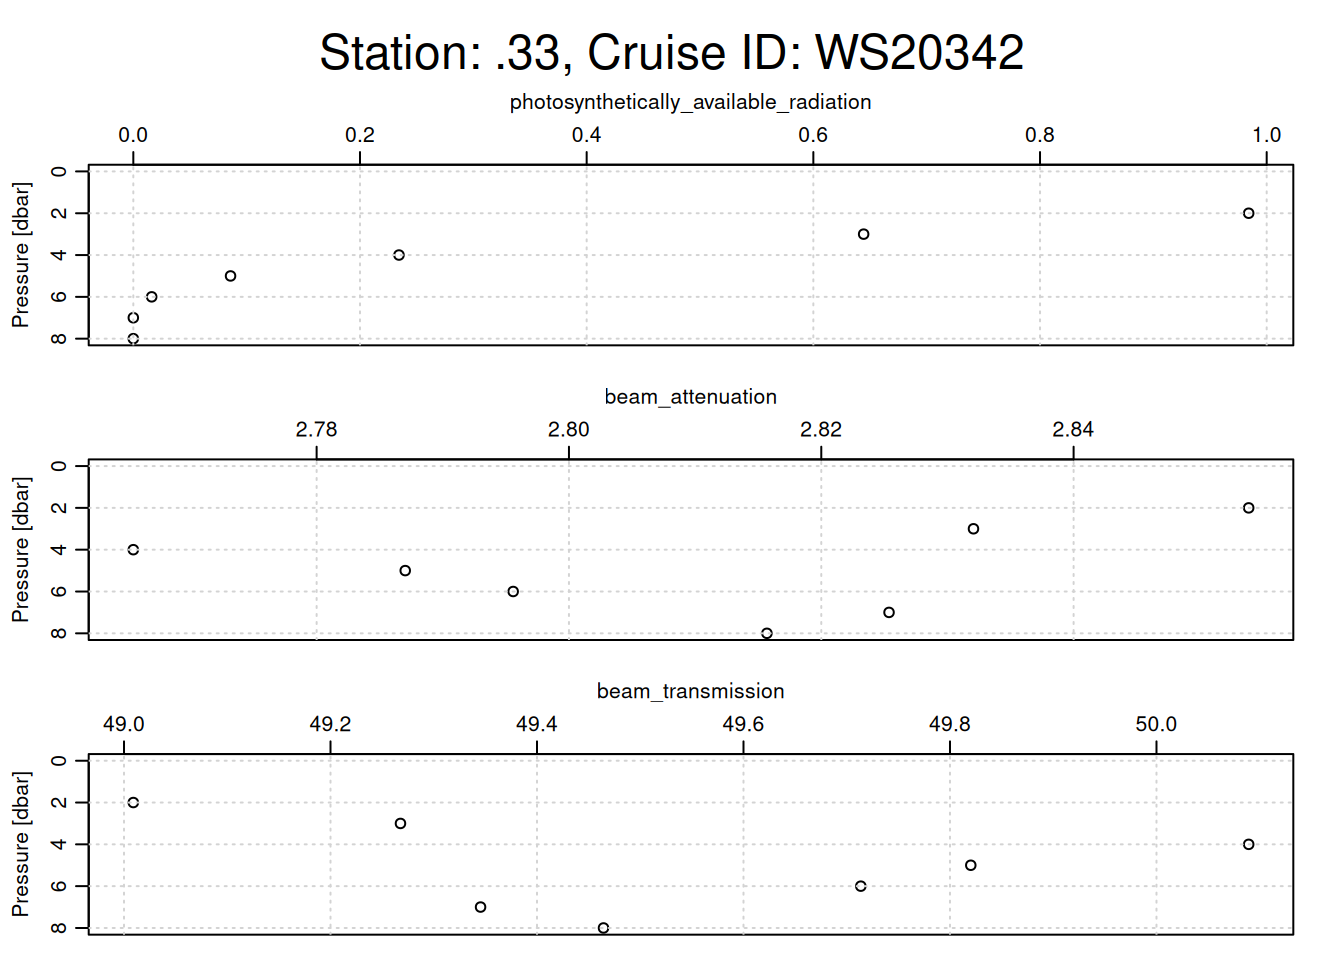 Station: .33, Cruise ID: WS20342
photosynthetically_available_radiation
0.0 0.2 0.4 0.6 0.8 1.0
Pressure [dbar]
0
2
4
6
8
beam_attenuation
2.78 2.80 2.82 2.84
Pressure [dbar]
0
2
4
6
8
beam_transmission
49.0 49.2 49.4 49.6 49.8 50.0
Pressure [dbar]
0
2
4
6
8